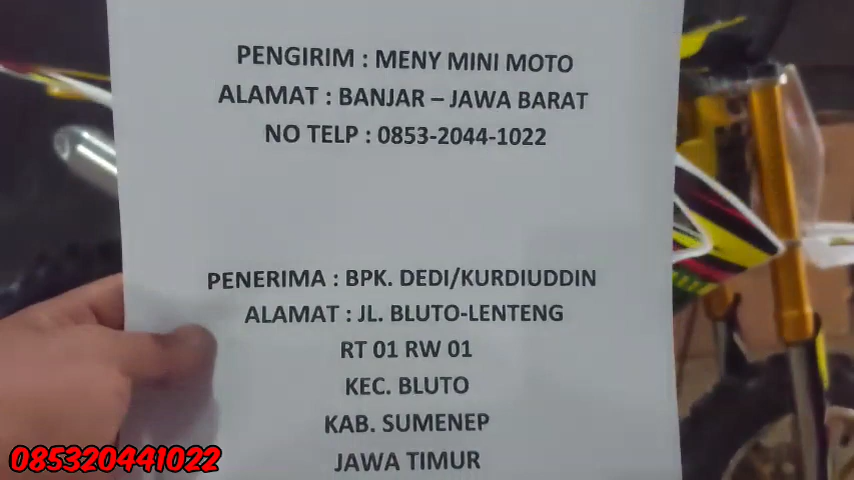 PENGIRIM : MENY MINI MOTO
ALAMAT : BANJAR – JAWA BARAT
NO TELP : 0853-2044-1022
PENERIMA : BPK. DEDI/KURDIUDDIN
ALAMAT : JL. BLUTO-LENTENG
RT 01 RW 01
KEC. BLUTO
KAB. SUMENEP
JAWA TIMUR
085320441022